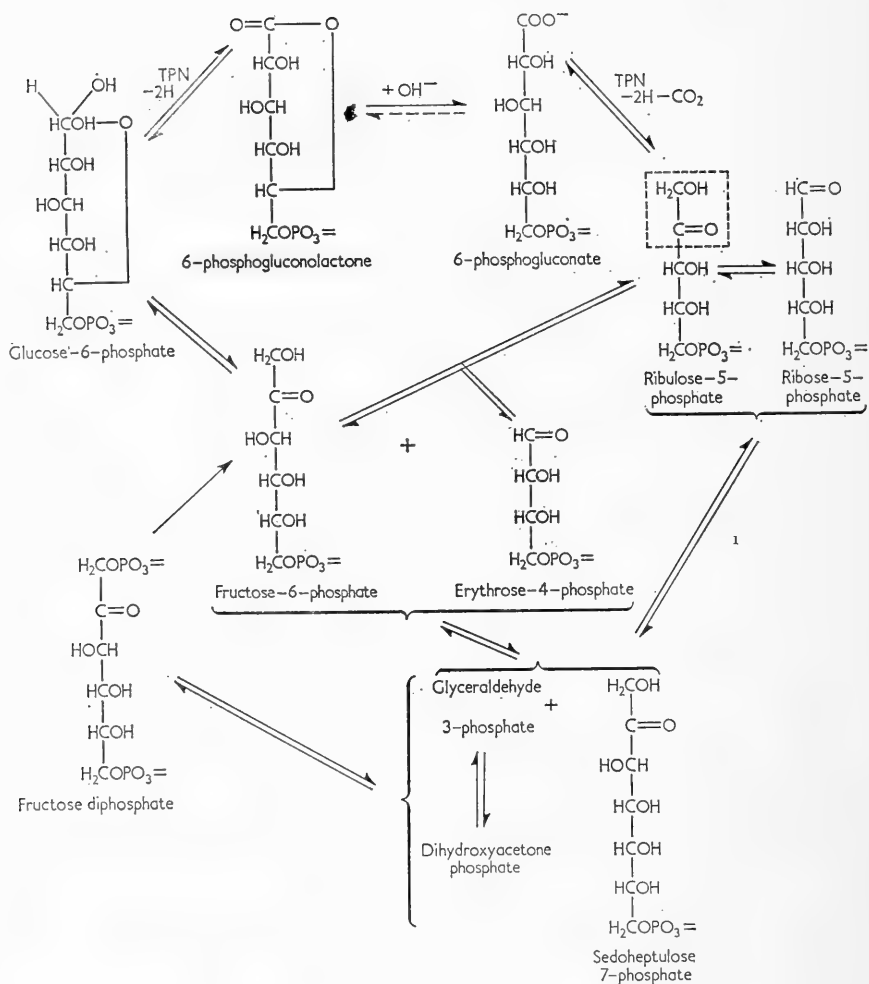 H
OH
HCOH—O
HCOH
HOCH
HCOH
HC
H₂COPO₃=
Glucose-6-phosphate
TPN
-2H
O=C—O
HCOH
HOCH
HCOH
HC
H₂COPO₃=
6-phosphogluconolactone
+OH⁻
COO⁻
HCOH
HOCH
HCOH
HCOH
H₂COPO₃=
6-phosphogluconate
TPN
-2H-CO₂
H₂COH
C=O
HCOH
HCOH
H₂COPO₃=
Ribulose-5-
phosphate
HC=O
HCOH
HCOH
HCOH
H₂COPO₃=
Ribose-5-
phosphate
H₂COH
C=O
HOCH
HCOH
HCOH
H₂COPO₃=
Fructose-6-phosphate
+
HC=O
HCOH
HCOH
H₂COPO₃=
Erythrose-4-phosphate
1
H₂COPO₃=
C=O
HOCH
HCOH
HCOH
H₂COPO₃=
Fructose diphosphate
Glyceraldehyde
3-phosphate
+
Dihydroxyacetone
phosphate
H₂COH
C=O
HOCH
HCOH
HCOH
HCOH
H₂COPO₃=
Sedoheptulose
7-phosphate